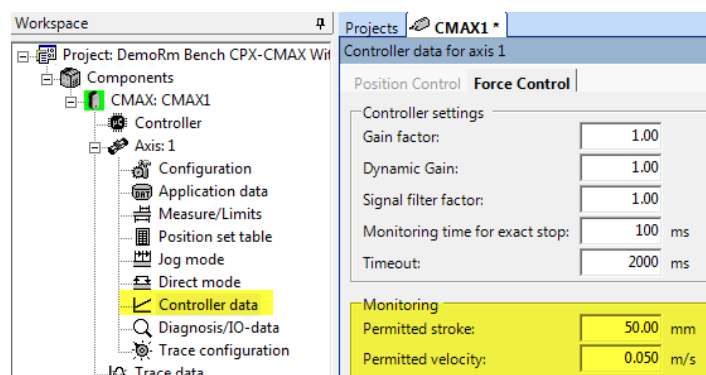 Workspace
Project: DemoRm Bench CPX-CMAX Wit
Components
CMAX: CMAX1
Controller
Axis: 1
Configuration
Application data
Measure/Limits
Position set table
Jog mode
Direct mode
Controller data
Diagnosis/IO-data
Trace configuration
Trace data
Projects CMAX1 *
Controller data for axis 1
Position Control Force Control
Controller settings
Gain factor: 1.00
Dynamic Gain: 1.00
Signal filter factor: 1.00
Monitoring time for exact stop: 100 ms
Timeout: 2000 ms
Monitoring
Permitted stroke: 50.00 mm
Permitted velocity: 0.050 m/s